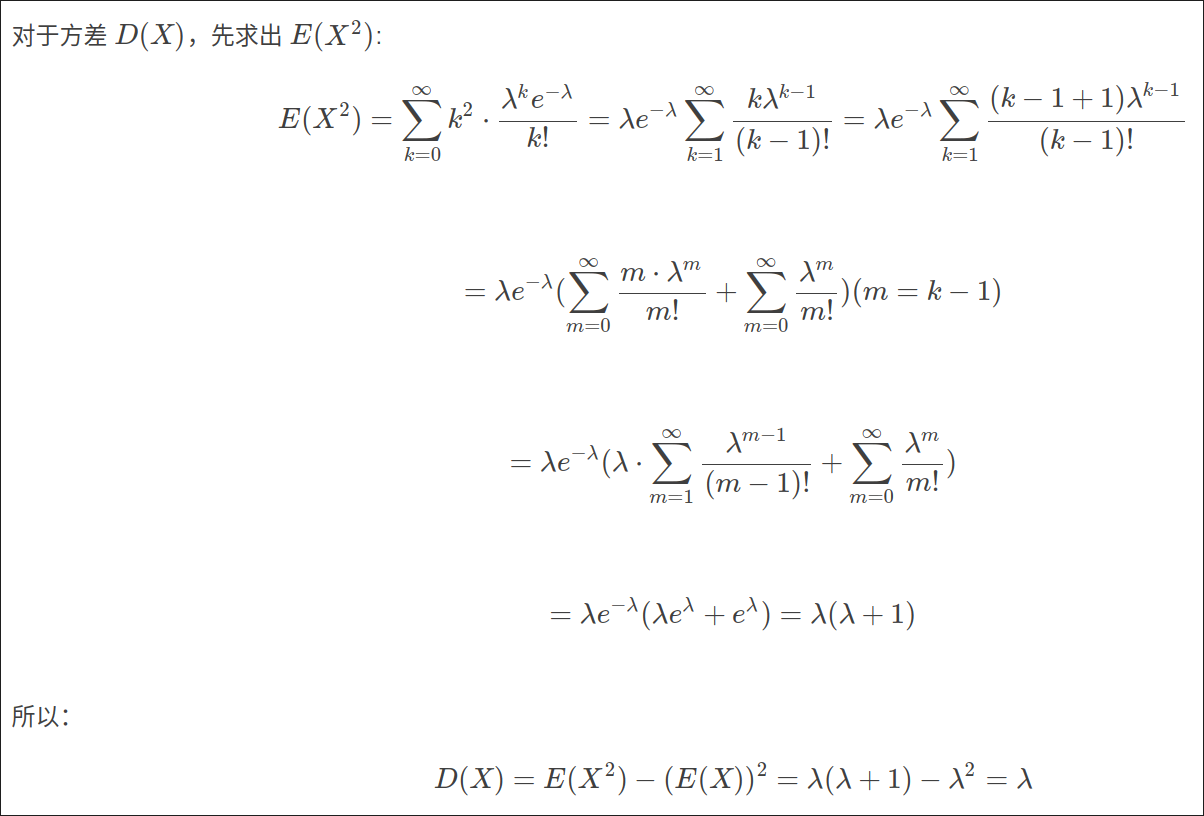 对于方差 $D(X)$，先求出 $E(X^2)$:
$E(X^2) = \sum_{k=0}^{\infty} k^2 \cdot \frac{\lambda^k e^{-\lambda}}{k!} = \lambda e^{-\lambda} \sum_{k=1}^{\infty} \frac{k\lambda^{k-1}}{(k-1)!} = \lambda e^{-\lambda} \sum_{k=1}^{\infty} \frac{(k-1+1)\lambda^{k-1}}{(k-1)!}$
$= \lambda e^{-\lambda} (\sum_{m=0}^{\infty} \frac{m \cdot \lambda^m}{m!} + \sum_{m=0}^{\infty} \frac{\lambda^m}{m!})(m = k-1)$
$= \lambda e^{-\lambda} (\lambda \cdot \sum_{m=1}^{\infty} \frac{\lambda^{m-1}}{(m-1)!} + \sum_{m=0}^{\infty} \frac{\lambda^m}{m!})$
$= \lambda e^{-\lambda} (\lambda e^{\lambda} + e^{\lambda}) = \lambda(\lambda + 1)$
所以：
$D(X) = E(X^2) - (E(X))^2 = \lambda(\lambda + 1) - \lambda^2 = \lambda$